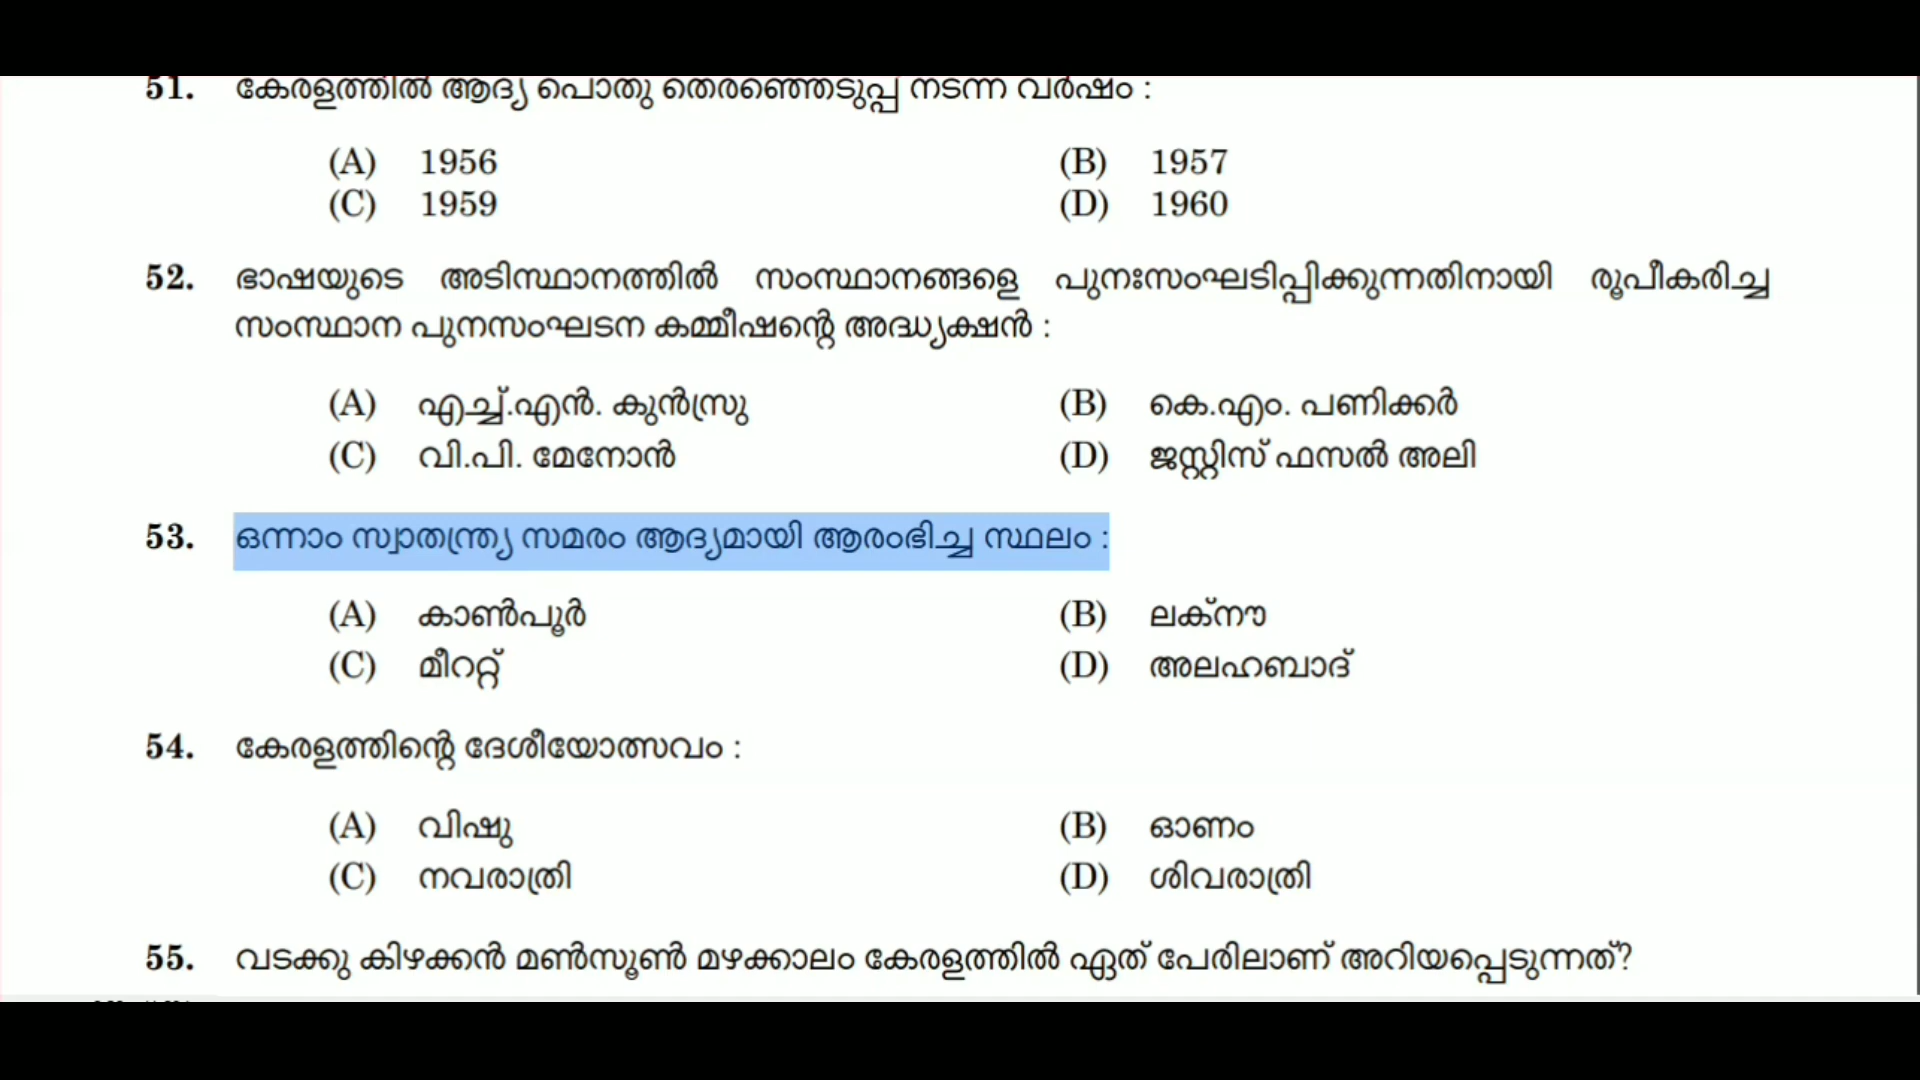 51. കേരളത്തിൽ ആദ്യ പൊതു തെരഞ്ഞെടുപ്പ് നടന്ന വർഷം :
(A) 1956 (B) 1957
(C) 1959 (D) 1960
52. ഭാഷയുടെ അടിസ്ഥാനത്തിൽ സംസ്ഥാനങ്ങളെ പുനഃസംഘടിപ്പിക്കുന്നതിനായി രൂപീകരിച്ച
സംസ്ഥാന പുനസംഘടന കമ്മീഷന്റെ അദ്ധ്യക്ഷൻ :
(A) എച്ച്.എൻ. കുൻസ്രു (B) കെ.എം. പണിക്കർ
(C) വി.പി. മേനോൻ (D) ജസ്റ്റിസ് ഫസൽ അലി
53. ഒന്നാം സ്വാതന്ത്ര്യ സമരം ആദ്യമായി ആരംഭിച്ച സ്ഥലം :
(A) കാൺപൂർ (B) ലക്നൗ
(C) മീററ്റ് (D) അലഹബാദ്
54. കേരളത്തിന്റെ ദേശീയോത്സവം :
(A) വിഷു (B) ഓണം
(C) നവരാത്രി (D) ശിവരാത്രി
55. വടക്കു കിഴക്കൻ മൺസൂൺ മഴക്കാലം കേരളത്തിൽ ഏത് പേരിലാണ് അറിയപ്പെടുന്നത്?